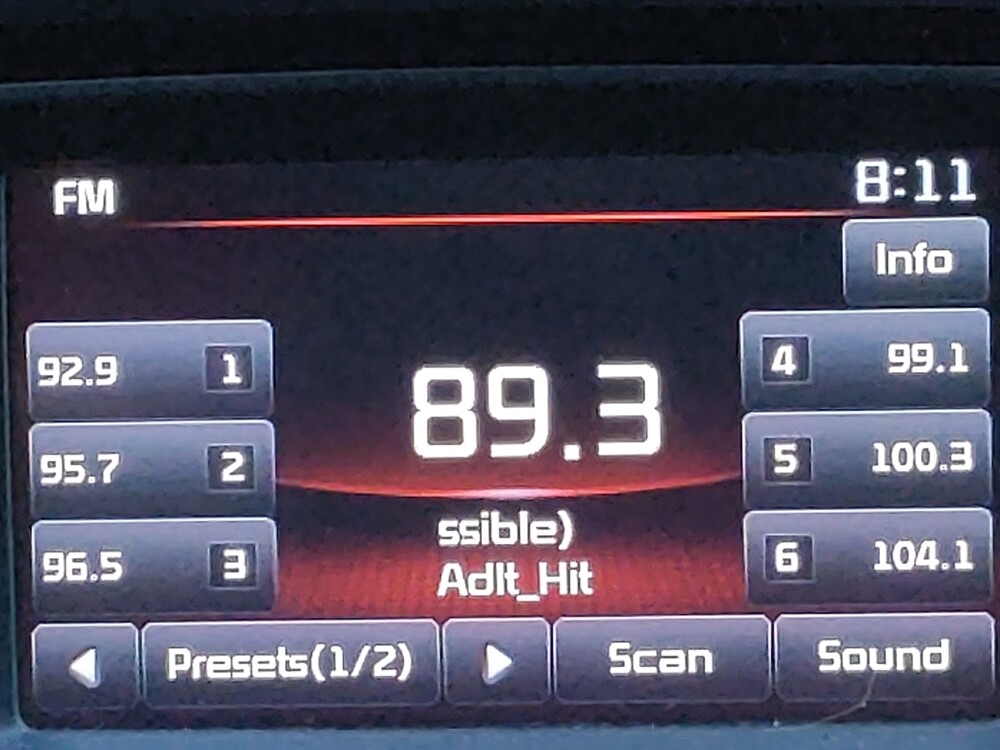 FM
8:11
Info
92.9 1
95.7 2
96.5 3
89.3
ssible)
Adlt_Hit
4 99.1
5 100.3
6 104.1
Presets(1/2)
Scan
Sound